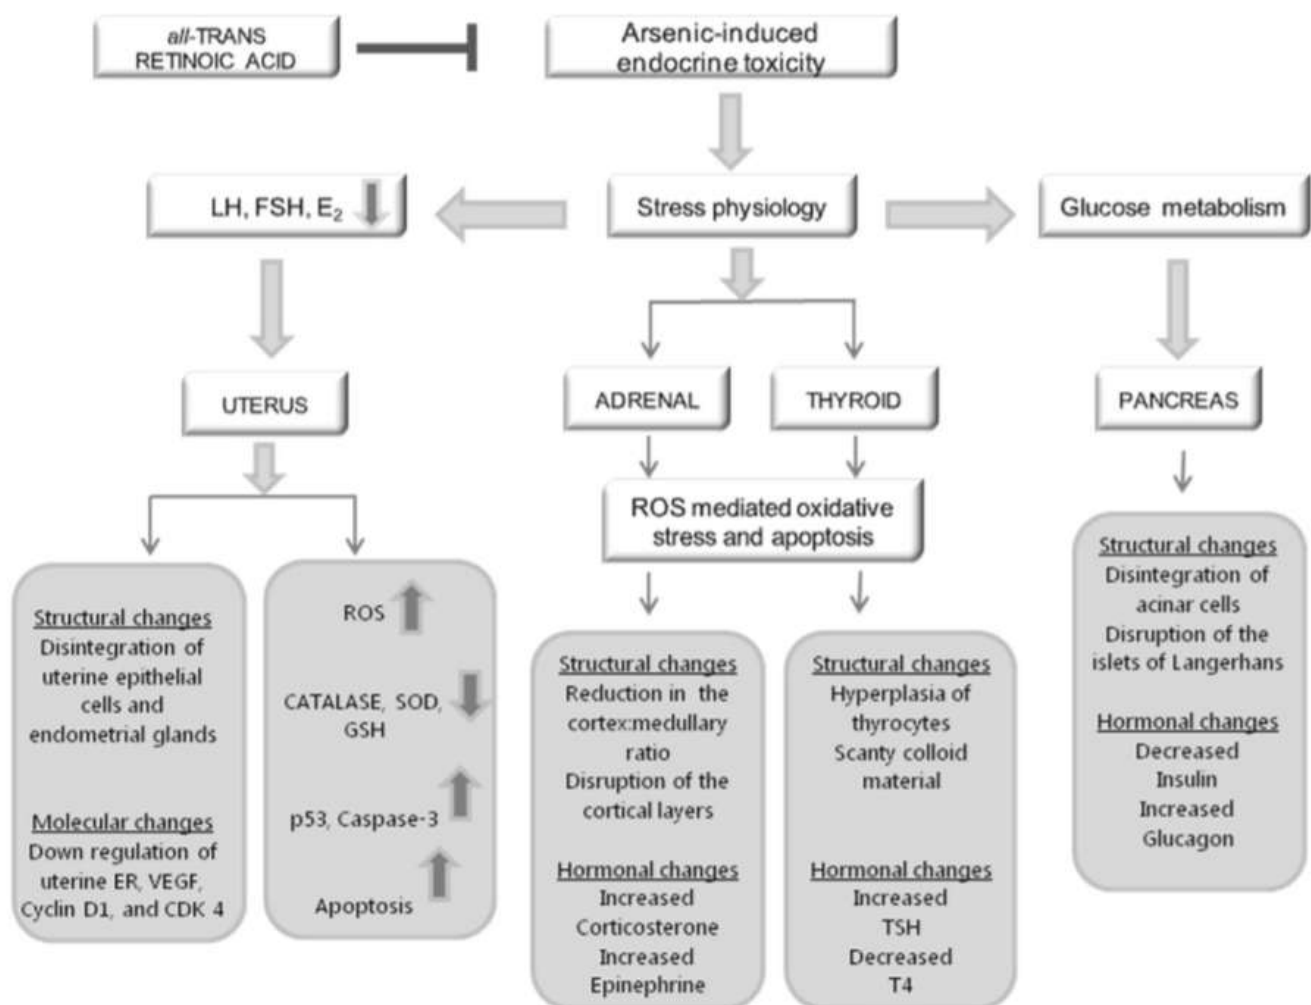 all-TRANS
RETINOIC ACID
Arsenic-induced
endocrine toxicity
LH, FSH, E₂
Stress physiology
Glucose metabolism
UTERUS
ADRENAL
THYROID
PANCREAS
ROS mediated oxidative
stress and apoptosis
Structural changes
Disintegration of
uterine epithelial
cells and
endometrial glands
Molecular changes
Down regulation of
uterine ER, VEGF,
Cyclin D1, and CDK 4
ROS
CATALASE, SOD,
GSH
p53, Caspase-3
Apoptosis
Structural changes
Reduction in the
cortex:medullary
ratio
Disruption of the
cortical layers
Hormonal changes
Increased
Corticosterone
Increased
Epinephrine
Structural changes
Hyperplasia of
thyrocytes
Scanty colloid
material
Hormonal changes
Increased
TSH
Decreased
T4
Structural changes
Disintegration of
acinar cells
Disruption of the
islets of Langerhans
Hormonal changes
Decreased
Insulin
Increased
Glucagon